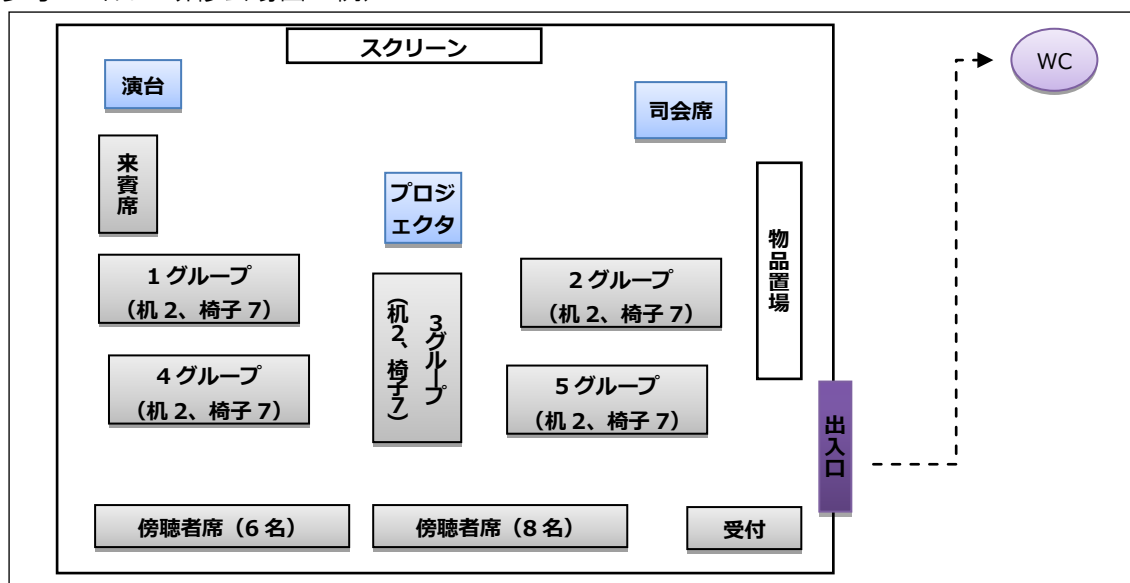 スクリーン
WC
演台
司会席
来賓席
プロジ
ェクタ
物品置場
1グループ
（机 2、椅子 7）
3グループ
（机2、椅子7）
2グループ
（机 2、椅子 7）
4グループ
（机 2、椅子 7）
5グループ
（机 2、椅子 7）
出入口
傍聴者席（6 名）
傍聴者席（8 名）
受付